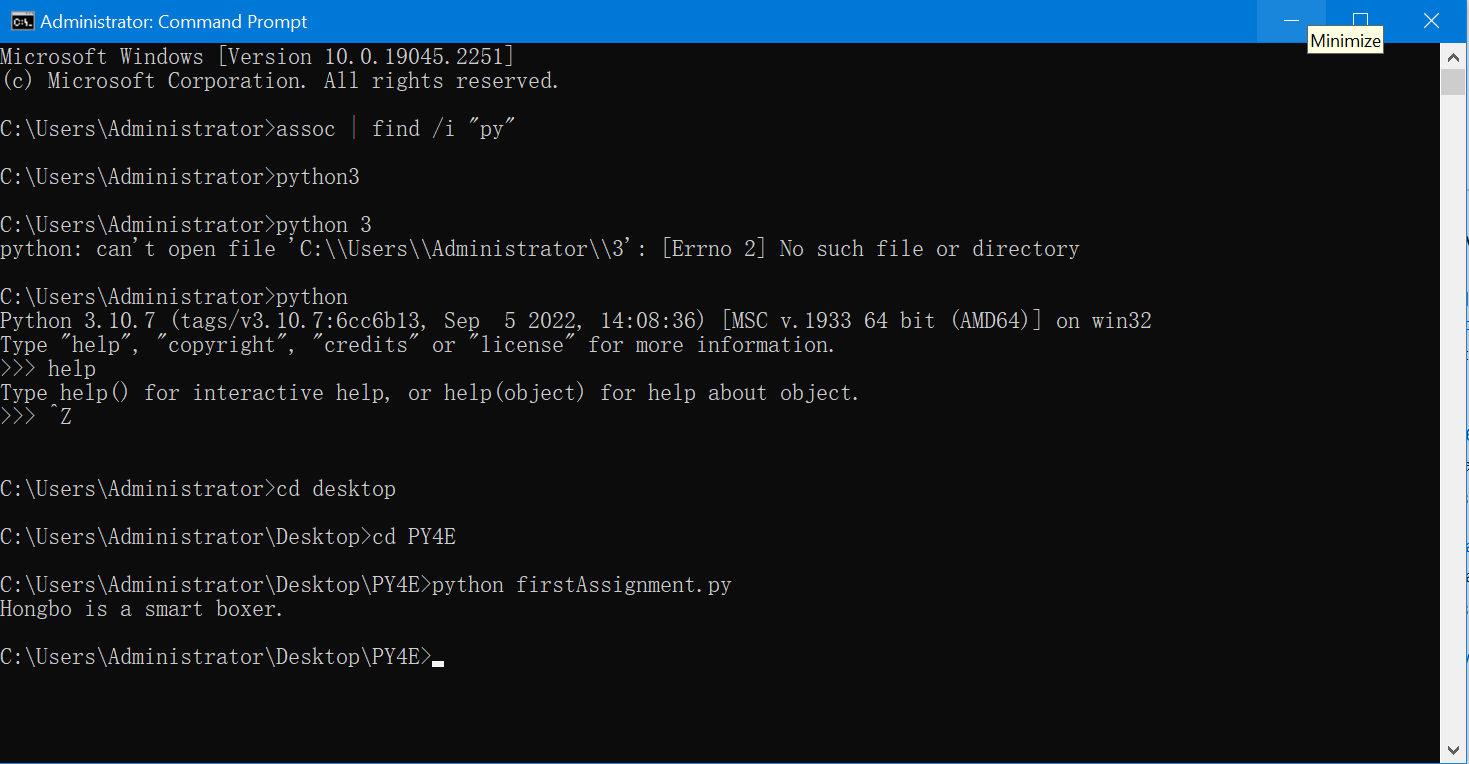 Administrator: Command Prompt
Minimize
Microsoft Windows [Version 10.0.19045.2251]
(c) Microsoft Corporation. All rights reserved.
C:\Users\Administrator>assoc | find /i "py"
C:\Users\Administrator>python3
C:\Users\Administrator>python 3
python: can't open file 'C:\\Users\\Administrator\\3': [Errno 2] No such file or directory
C:\Users\Administrator>python
Python 3.10.7 (tags/v3.10.7:6cc6b13, Sep  5 2022, 14:08:36) [MSC v.1933 64 bit (AMD64)] on win32
Type "help", "copyright", "credits" or "license" for more information.
>>> help
Type help() for interactive help, or help(object) for help about object.
>>> ^Z
C:\Users\Administrator>cd desktop
C:\Users\Administrator\Desktop>cd PY4E
C:\Users\Administrator\Desktop\PY4E>python firstAssignment.py
Hongbo is a smart boxer.
C:\Users\Administrator\Desktop\PY4E>